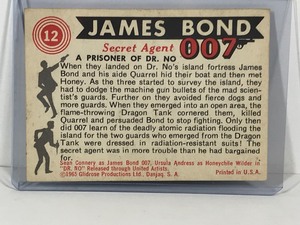 12
JAMES BOND
Secret Agent 007
A PRISONER OF DR. NO
When they landed on Dr. No's island fortress James
Bond and his aide Quarrel hid their boat and then met
Honey. As the three started to survey the island, they
had to dodge the machine gun bullets of the mad scien-
tist's guards. Further on they avoided fierce dogs and
more guards. When they emerged into an open area, the
flame-throwing Dragon Tank cornered them, killed
Quarrel and persuaded Bond to stop fighting. Only then
did 007 learn of the deadly atomic radiation flooding the
island for the two guards who emerged from the Dragon
Tank were dressed in radiation-resistant suits! The
secret agent was in more trouble than he had bargained
for.
Sean Connery as James Bond 007, Ursula Andress as Honeychile Wilder in
"DR. NO" Released through United Artists.
©1965 Glidrose Productions Ltd., Danjaq, S. A.
Printed in U.S.A.